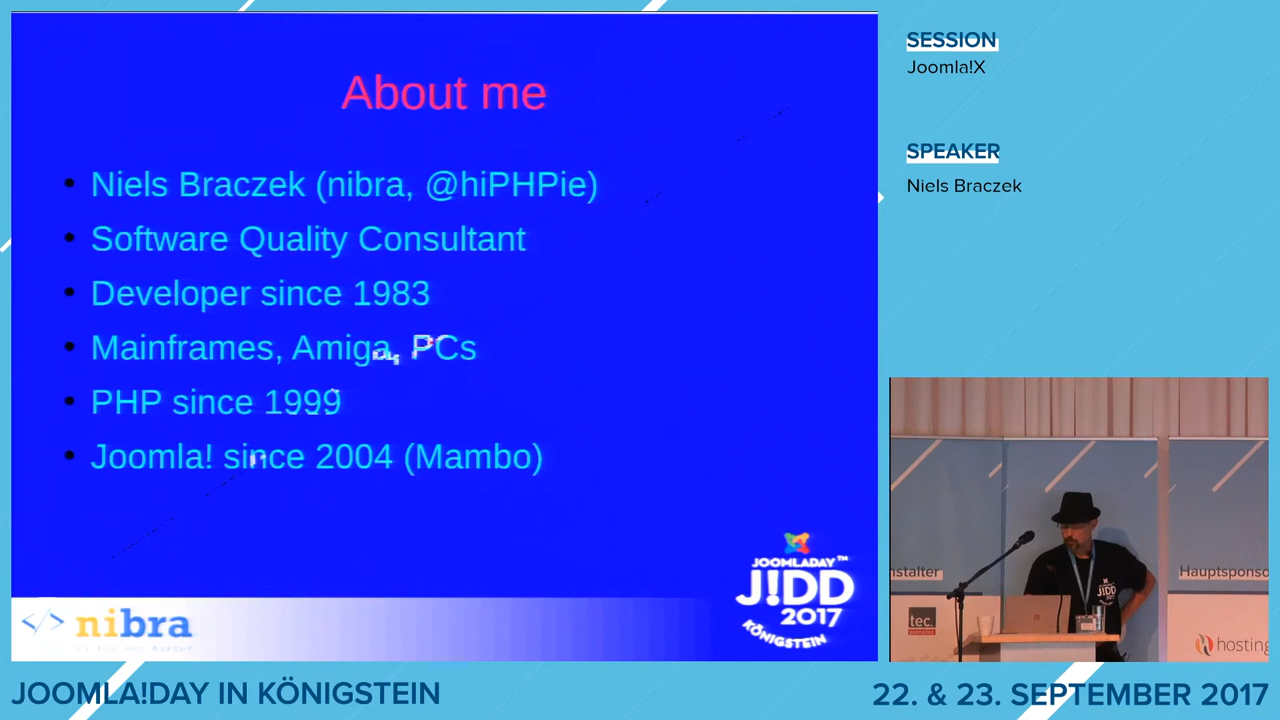 About me
Niels Braczek (nibra, @hiPHPie)
Software Quality Consultant
Developer since 1983
Mainframes, Amiga, PCs
PHP since 1999
Joomla! since 2004 (Mambo)
</> nibra
JOOMLADAY™
J!DD
2017
KÖNIGSTEIN
SESSION
Joomla!X
SPEAKER
Niels Braczek
nstalter
Hauptsponso
J!DD
tec.
hosting
JOOMLA!DAY IN KÖNIGSTEIN
22. & 23. SEPTEMBER 2017